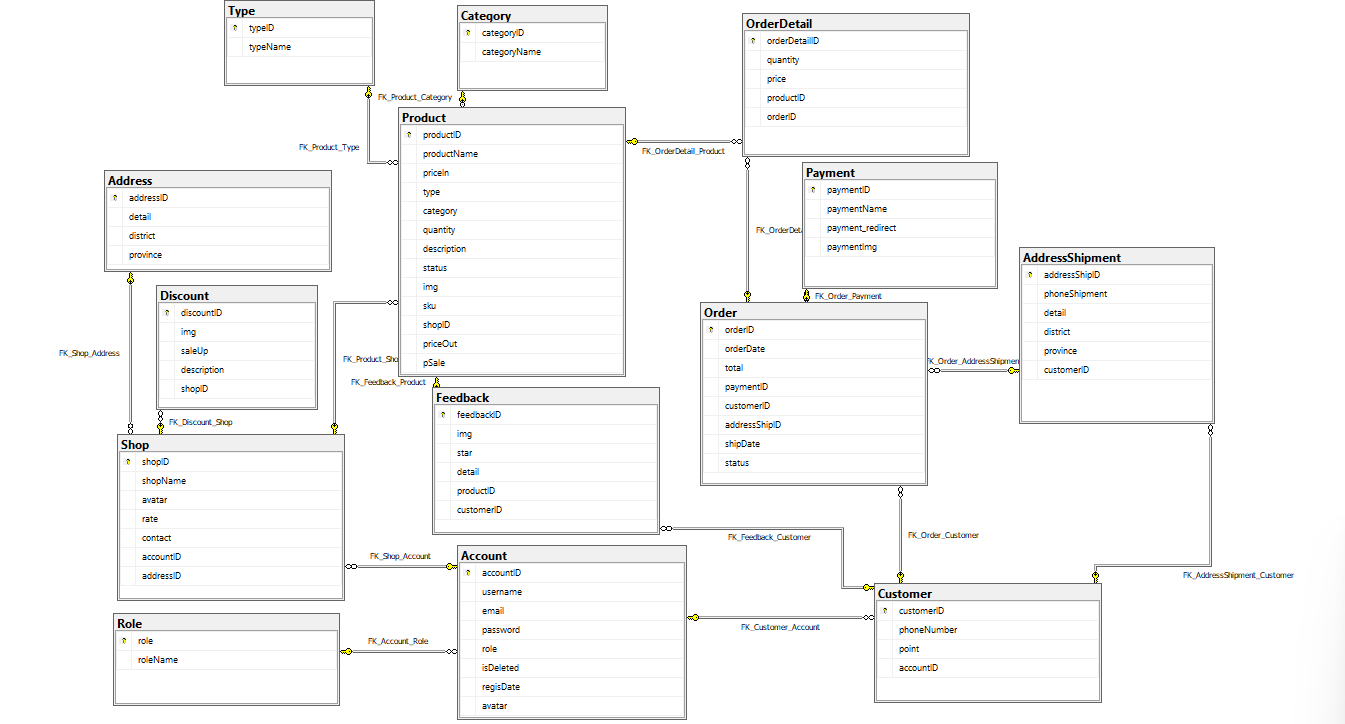 Type
typeID
typeName
Category
categoryID
categoryName
OrderDetail
orderDetailID
quantity
price
productID
orderID
FK_Product_Category
FK_Product_Type
Product
productID
productName
priceIn
type
category
quantity
description
status
img
sku
shopID
priceOut
pSale
FK_OrderDetail_Product
Payment
paymentID
paymentName
payment_redirect
paymentImg
FK_OrderDeta
Address
addressID
detail
district
province
AddressShipment
addressShipID
phoneShipment
detail
district
province
customerID
Discount
discountID
img
saleUp
description
shopID
FK_Order_Payment
Order
orderID
orderDate
total
paymentID
customerID
addressShipID
shipDate
status
FK_Shop_Address
FK_Product_Sho
FK_Order_AddressShipmen
FK_Feedback_Product
Feedback
feedbackID
img
star
detail
productID
customerID
FK_Discount_Shop
Shop
shopID
shopName
avatar
rate
contact
accountID
addressID
FK_Feedback_Customer
FK_Order_Customer
FK_Shop_Account
Account
accountID
username
email
password
role
isDeleted
regisDate
avatar
FK_AddressShipment_Customer
Customer
customerID
phoneNumber
point
accountID
Role
role
roleName
FK_Account_Role
FK_Customer_Account